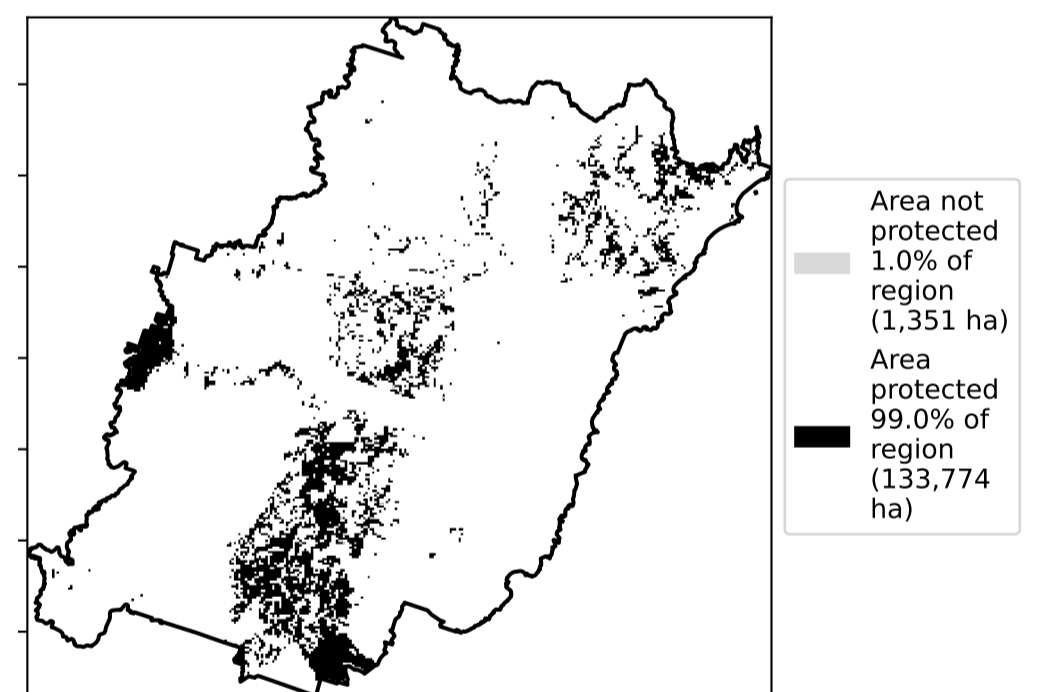 Area not
protected
1.0% of
region
(1,351 ha)
Area
protected
99.0% of
region
(133,774
ha)